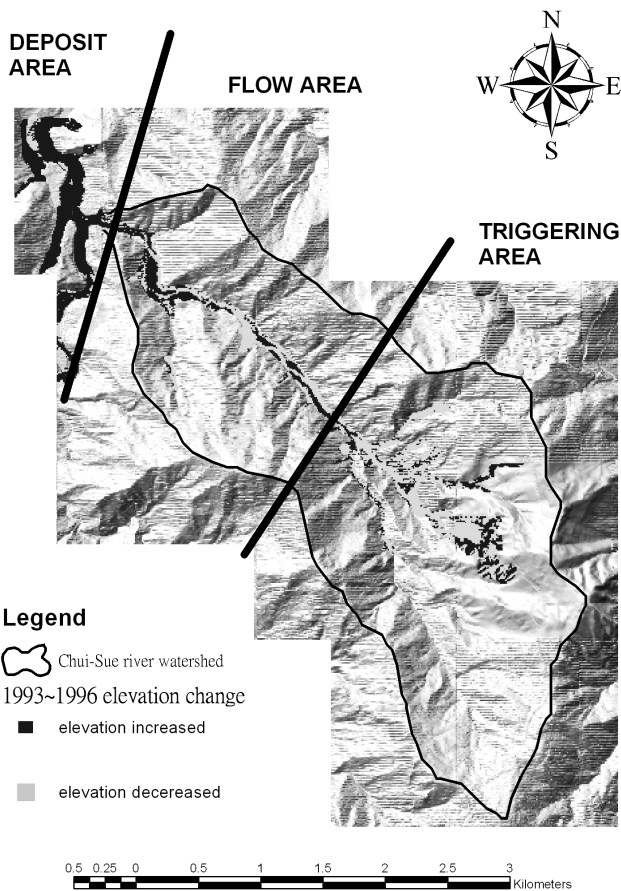 N
DEPOSIT
AREA
FLOW AREA
W
E
S
TRIGGERING
AREA
Legend
Chui-Sue river watershed
1993~1996 elevation change
elevation increased
elevation decereased
0.5 0.25 0 0.5 1 1.5 2 2.5 3
Kilometers